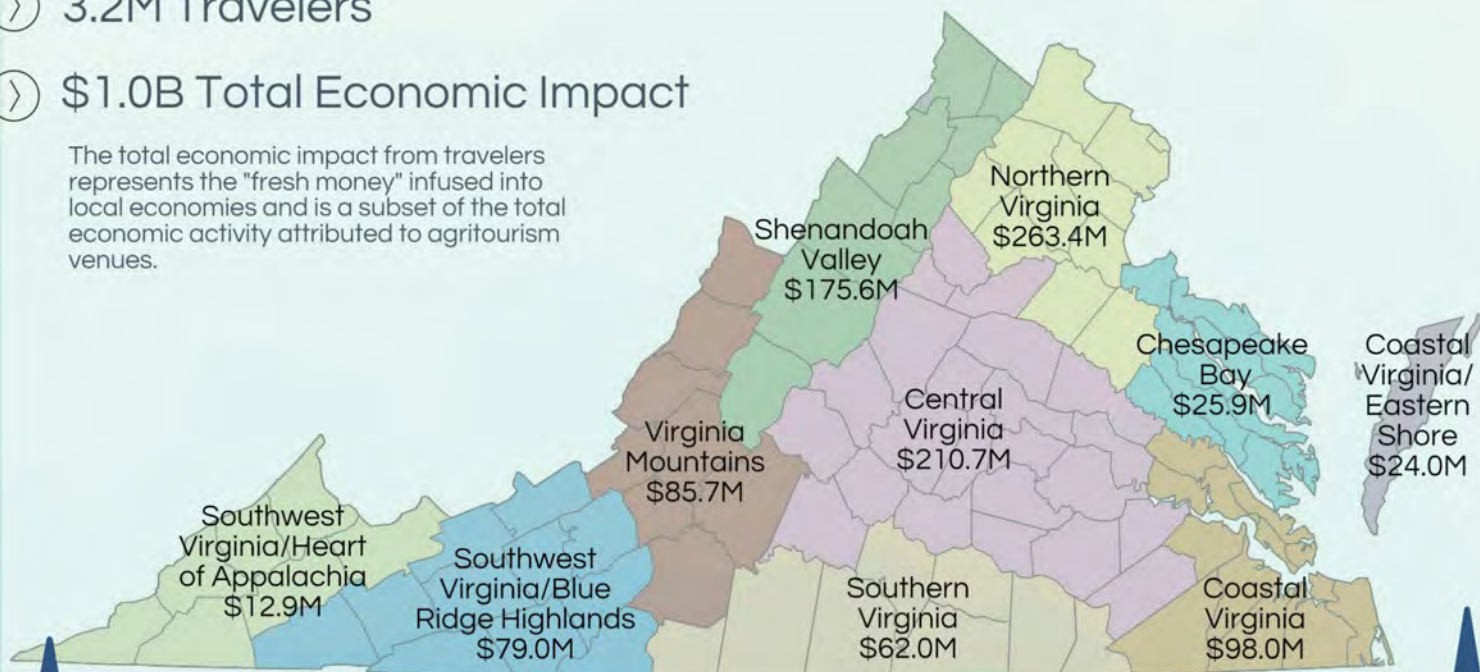 3.2M Travelers
$1.0B Total Economic Impact
The total economic impact from travelers
represents the "fresh money" infused into
local economies and is a subset of the total
economic activity attributed to agritourism
venues.
Northern
Virginia
$263.4M
Shenandoah
Valley
$175.6M
Chesapeake
Bay
$25.9M
Coastal
Virginia/
Eastern
Shore
$24.0M
Central
Virginia
$210.7M
Virginia
Mountains
$85.7M
Southwest
Virginia/Heart
of Appalachia
$12.9M
Southwest
Virginia/Blue
Ridge Highlands
$79.0M
Southern
Virginia
$62.0M
Coastal
Virginia
$98.0M